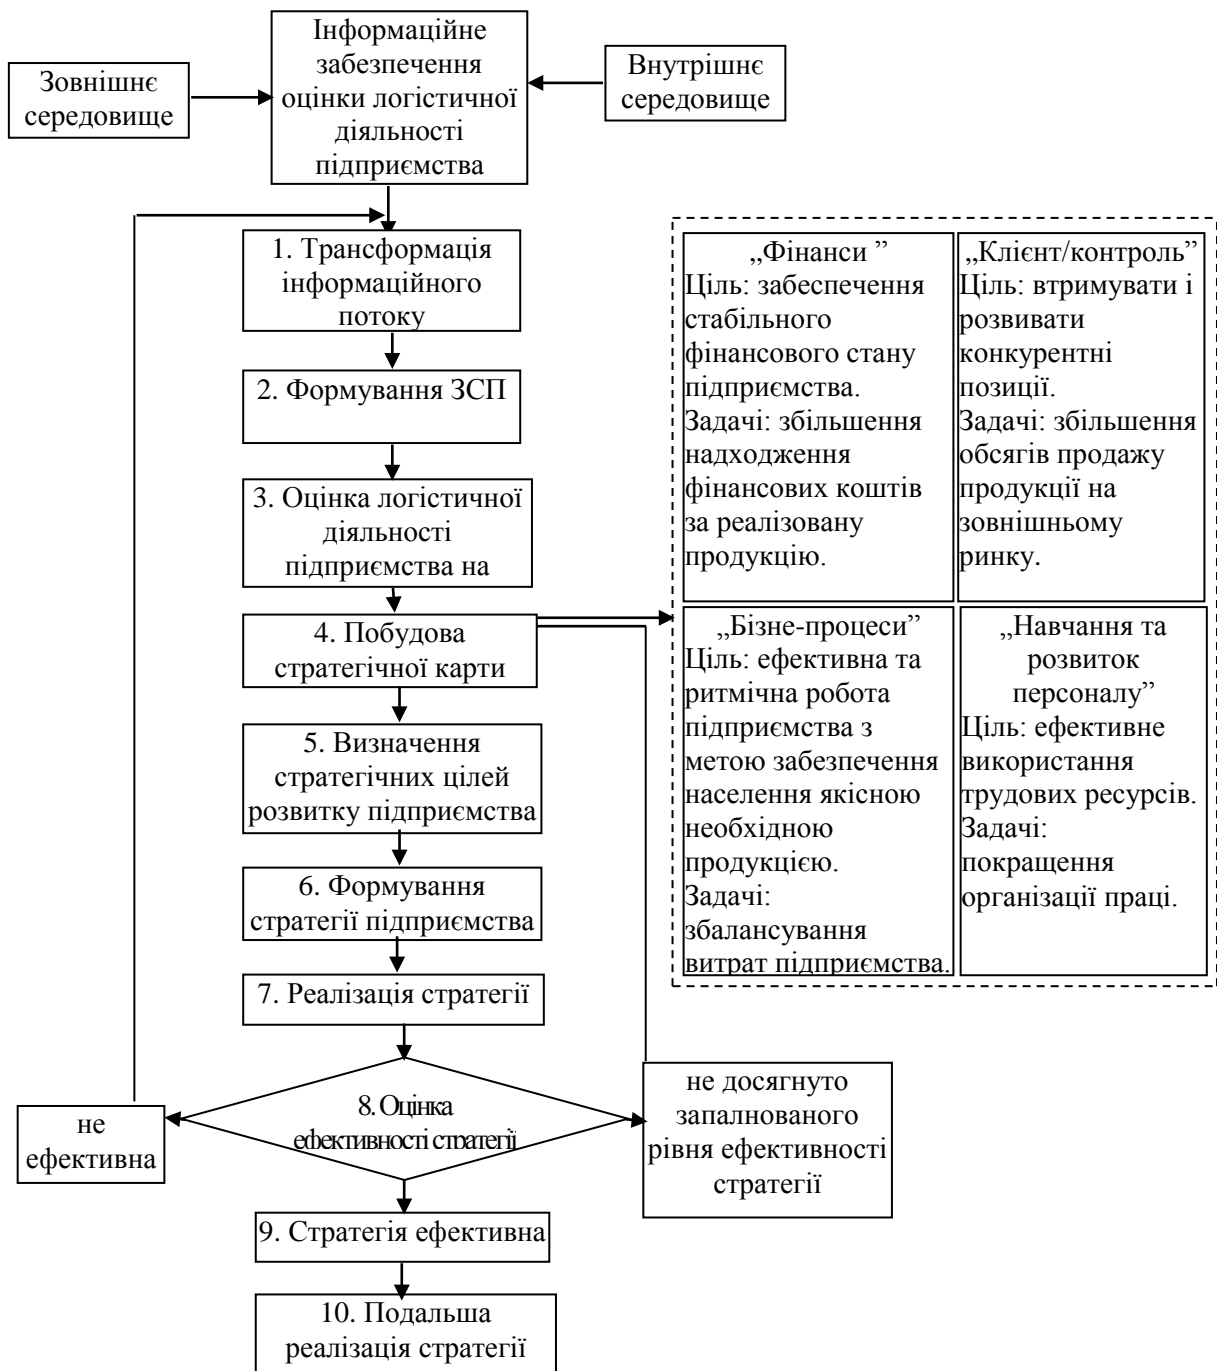 Інформаційне
забезпечення
оцінки логістичної
діяльності
підприємства
Зовнішнє
середовище
Внутрішнє
середовище
1. Трансформація
інформаційного
потоку
2. Формування ЗСП
3. Оцінка логістичної
діяльності
підприємства на
4. Побудова
стратегічної карти
5. Визначення
стратегічних цілей
розвитку підприємства
6. Формування
стратегії підприємства
7. Реалізація стратегії
8. Оцінка
ефективності стратегії
не
ефективна
не досягнуто
запалнованого
рівня ефективності
стратегії
9. Стратегія ефективна
10. Подальша
реалізація стратегії
„Фінанси ”
Ціль: забеспечення
стабільного
фінансового стану
підприємства.
Задачі: збільшення
надходження
фінансових коштів
за реалізовану
продукцію.
„Клієнт/контроль”
Ціль: втримувати і
розвивати
конкурентні
позиції.
Задачі: збільшення
обсягів продажу
продукції на
зовнішньому
ринку.
„Бізне-процеси”
Ціль: ефективна та
ритмічна робота
підприємства з
метою забезпечення
населення якісною
необхідною
продукцією.
Задачі:
збалансування
витрат підприємства.
„Навчання та
розвиток
персоналу”
Ціль: ефективне
використання
трудових ресурсів.
Задачі:
покращення
організації праці.